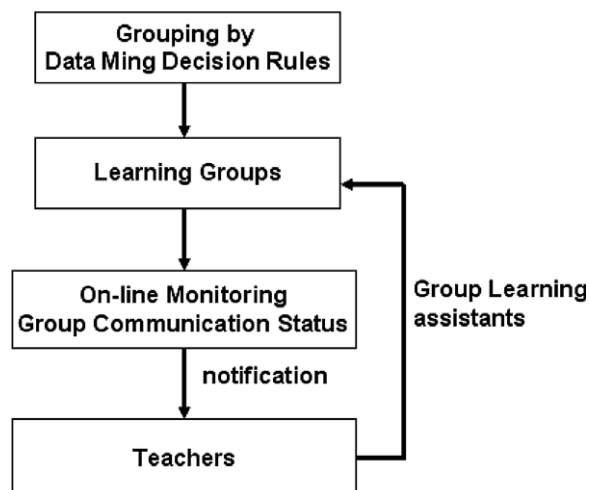 Grouping by
Data Ming Decision Rules
Learning Groups
On-line Monitoring
Group Communication Status
Group Learning
assistants
notification
Teachers